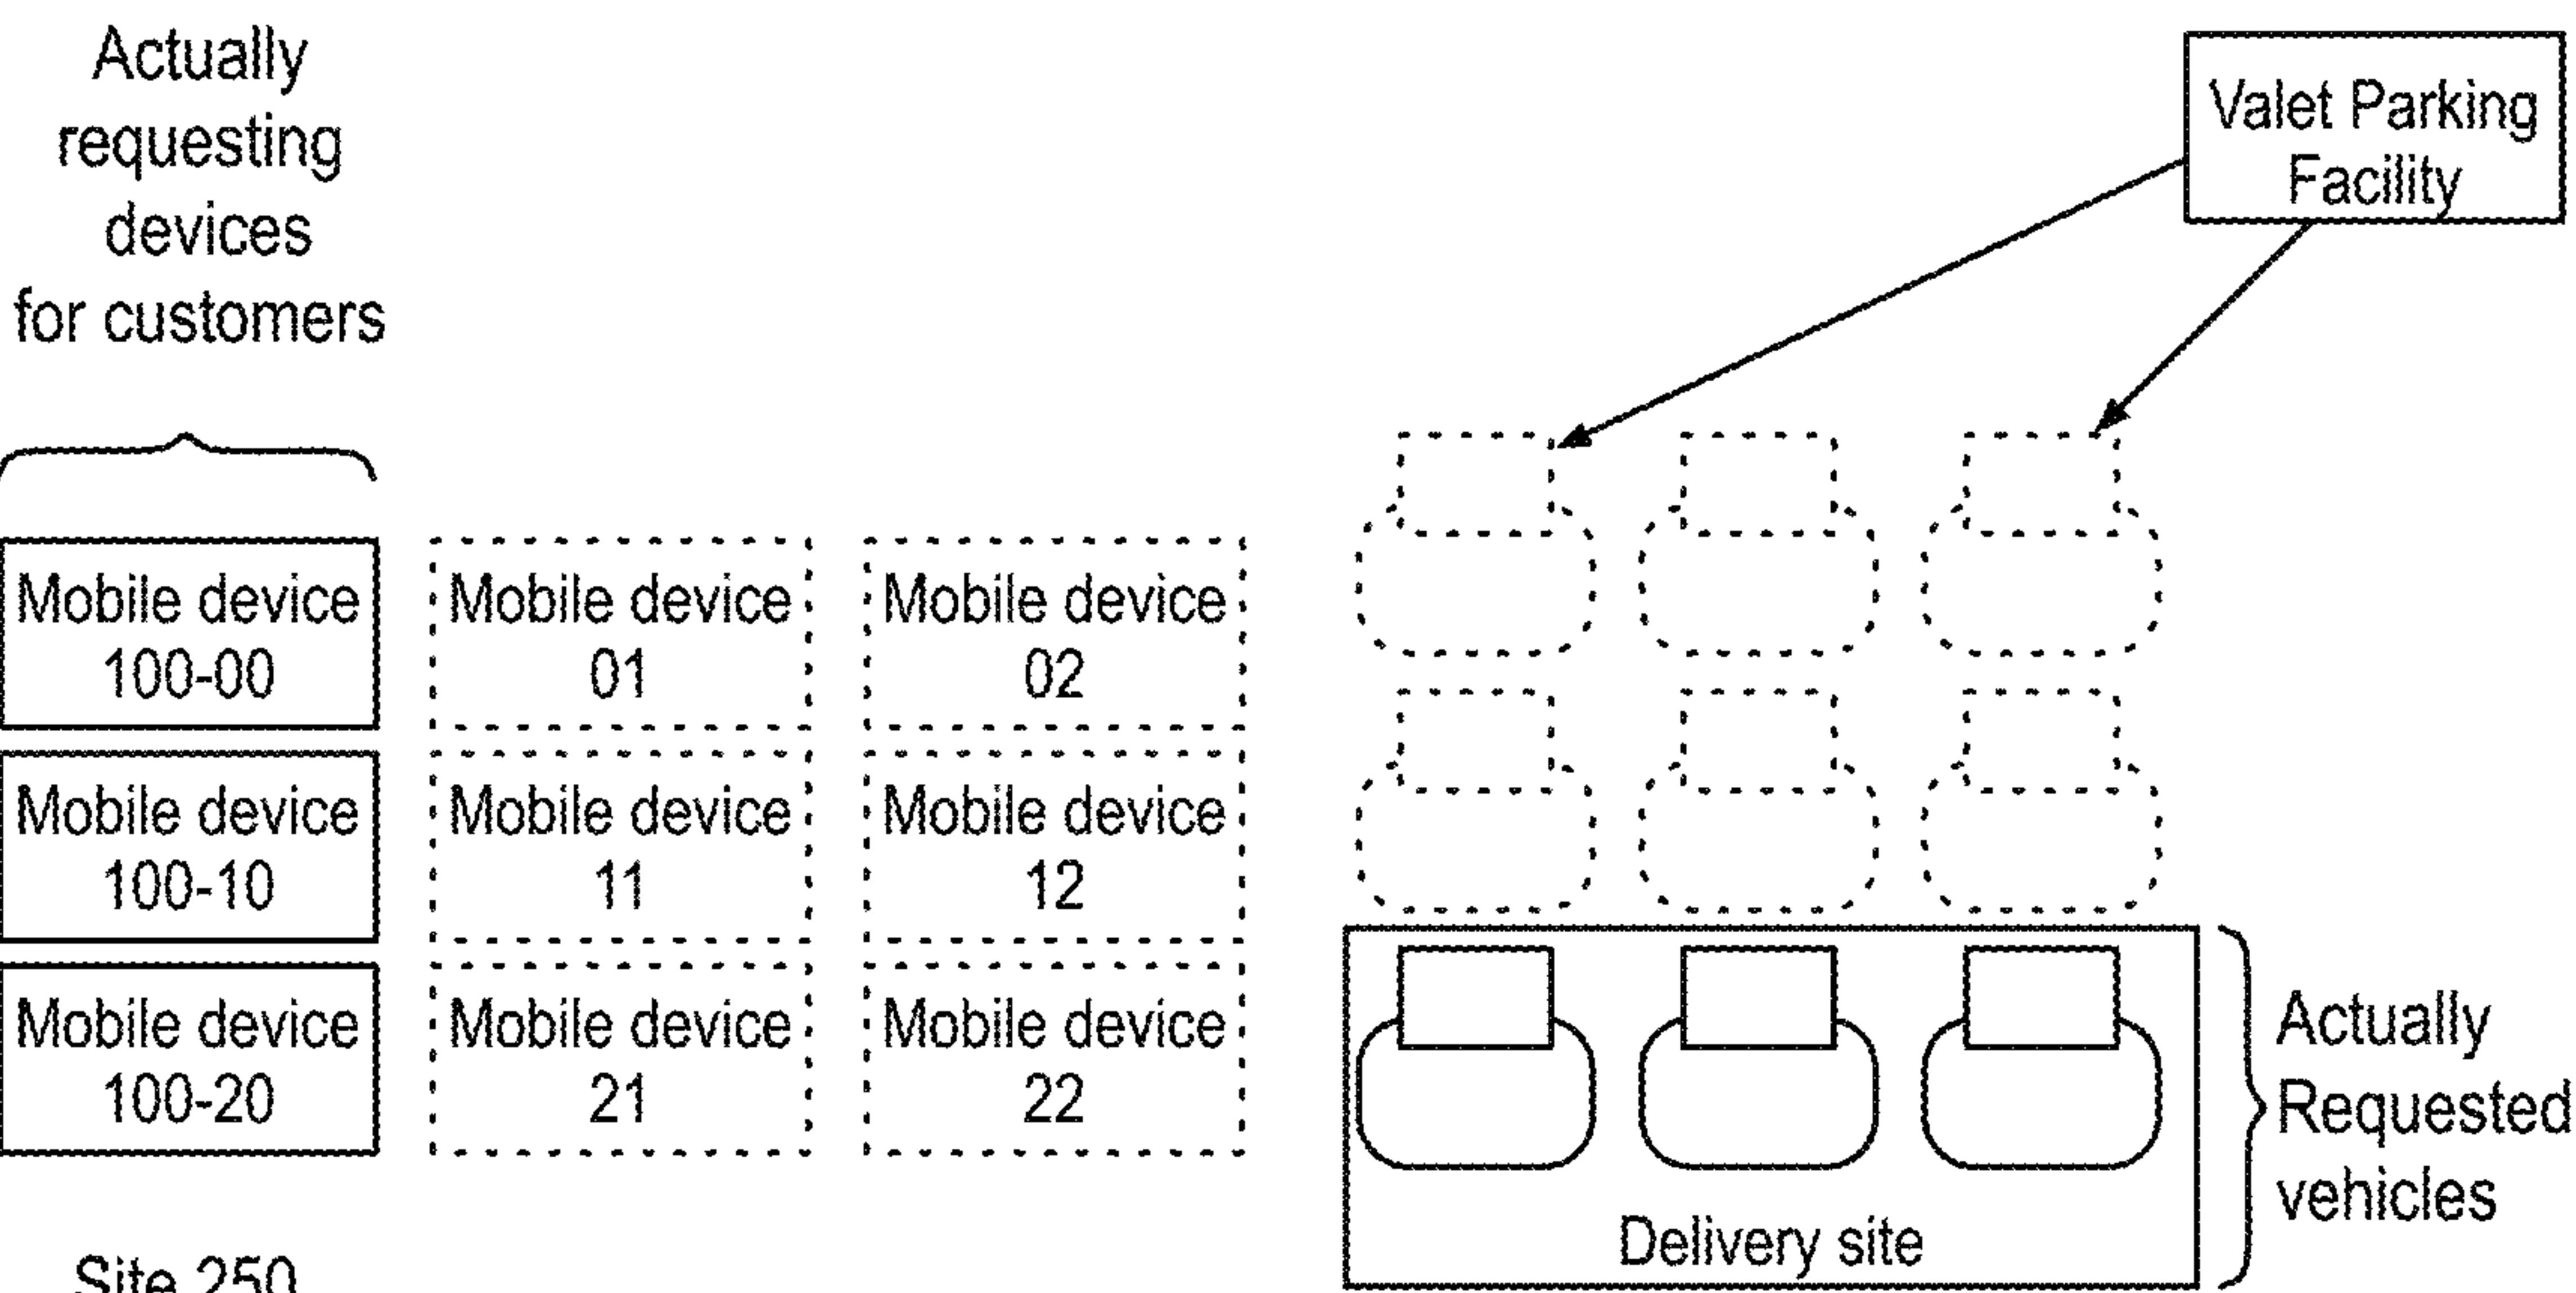 Actually
requesting
devices
for customers
Valet Parking
Facility
Mobile device
100-00
Mobile device
01
Mobile device
02
Mobile device
100-10
Mobile device
11
Mobile device
12
Mobile device
100-20
Mobile device
21
Mobile device
22
Actually
Requested
vehicles
Delivery site
Site 250